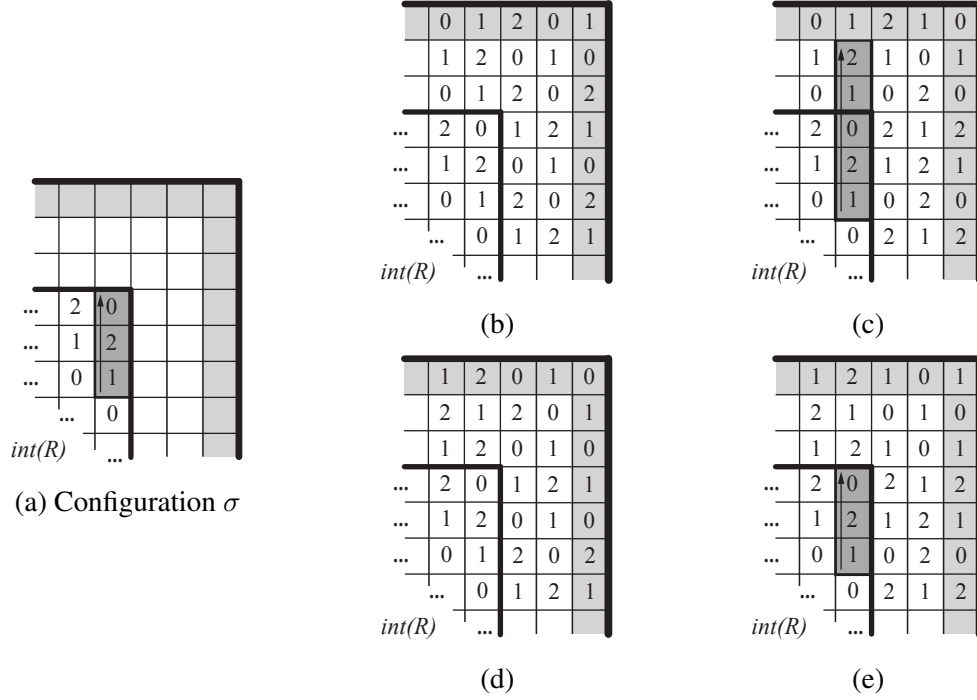 0 1 2 0 1
1 2 0 1 0
0 1 2 0 2
... 2 0 1 2 1
... 1 2 0 1 0
... 0 1 2 0 2
... 0 1 2 1
int(R) ...
(b)
0 1 2 1 0
1 2 1 0 1
0 1 0 2 0
... 2 0 2 1 2
... 1 2 1 2 1
... 0 1 0 2 0
... 0 2 1 2
int(R) ...
(c)
... 2 0
... 1 2
... 0 1
... 0
int(R) ...
(a) Configuration σ
1 2 0 1 0
2 1 2 0 1
1 2 0 1 0
... 2 0 1 2 1
... 1 2 0 1 0
... 0 1 2 0 2
... 0 1 2 1
int(R) ...
(d)
1 2 1 0 1
2 1 0 1 0
1 2 1 0 1
... 2 0 2 1 2
... 1 2 1 2 1
... 0 1 0 2 0
... 0 2 1 2
int(R) ...
(e)